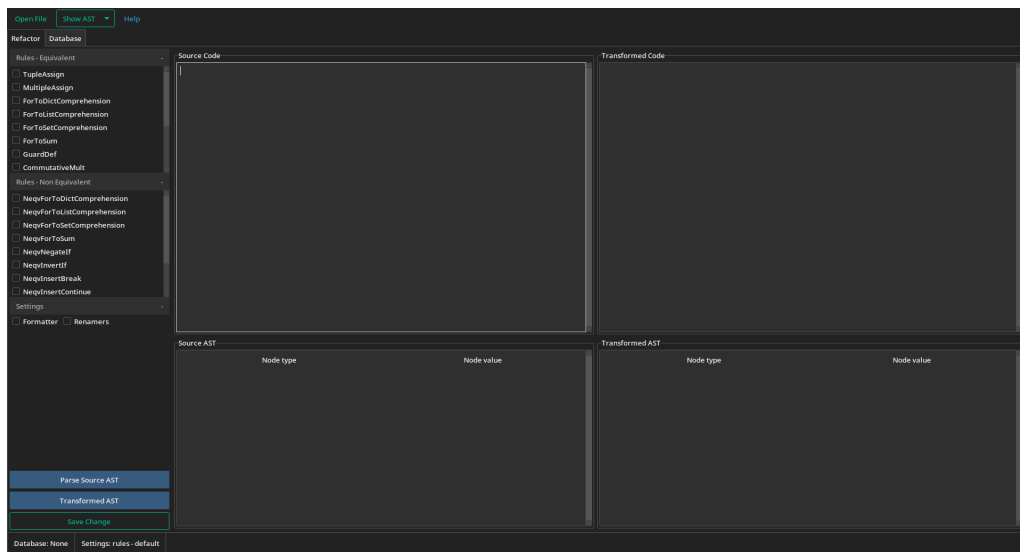 Open File Show AST Help
Refactor Database
Rules - Equivalent -
TupleAssign
MultipleAssign
ForToDictComprehension
ForToListComprehension
ForToSetComprehension
ForToSum
GuardDef
CommutativeMult
Rules - Non Equivalent -
NeqvForToDictComprehension
NeqvForToListComprehension
NeqvForToSetComprehension
NeqvForToSum
NeqvNegateIf
NeqvInvertIf
NeqvInsertBreak
NeqvInsertContinue
Settings -
Formatter Renamers
Parse Source AST
Transformed AST
Save Change
Source Code
Transformed Code
Source AST
Node type Node value
Transformed AST
Node type Node value
Database: None Settings: rules - default